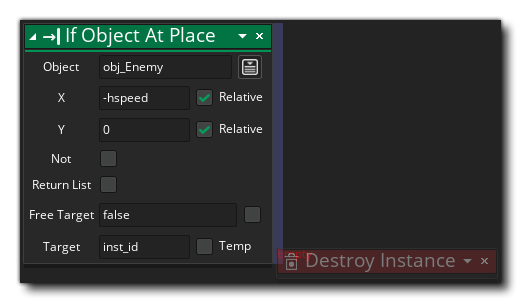 If Object At Place
Object obj_Enemy
X -hspeed Relative
Y 0 Relative
Not
Return List
Free Target false
Target inst_id Temp
Destroy Instance